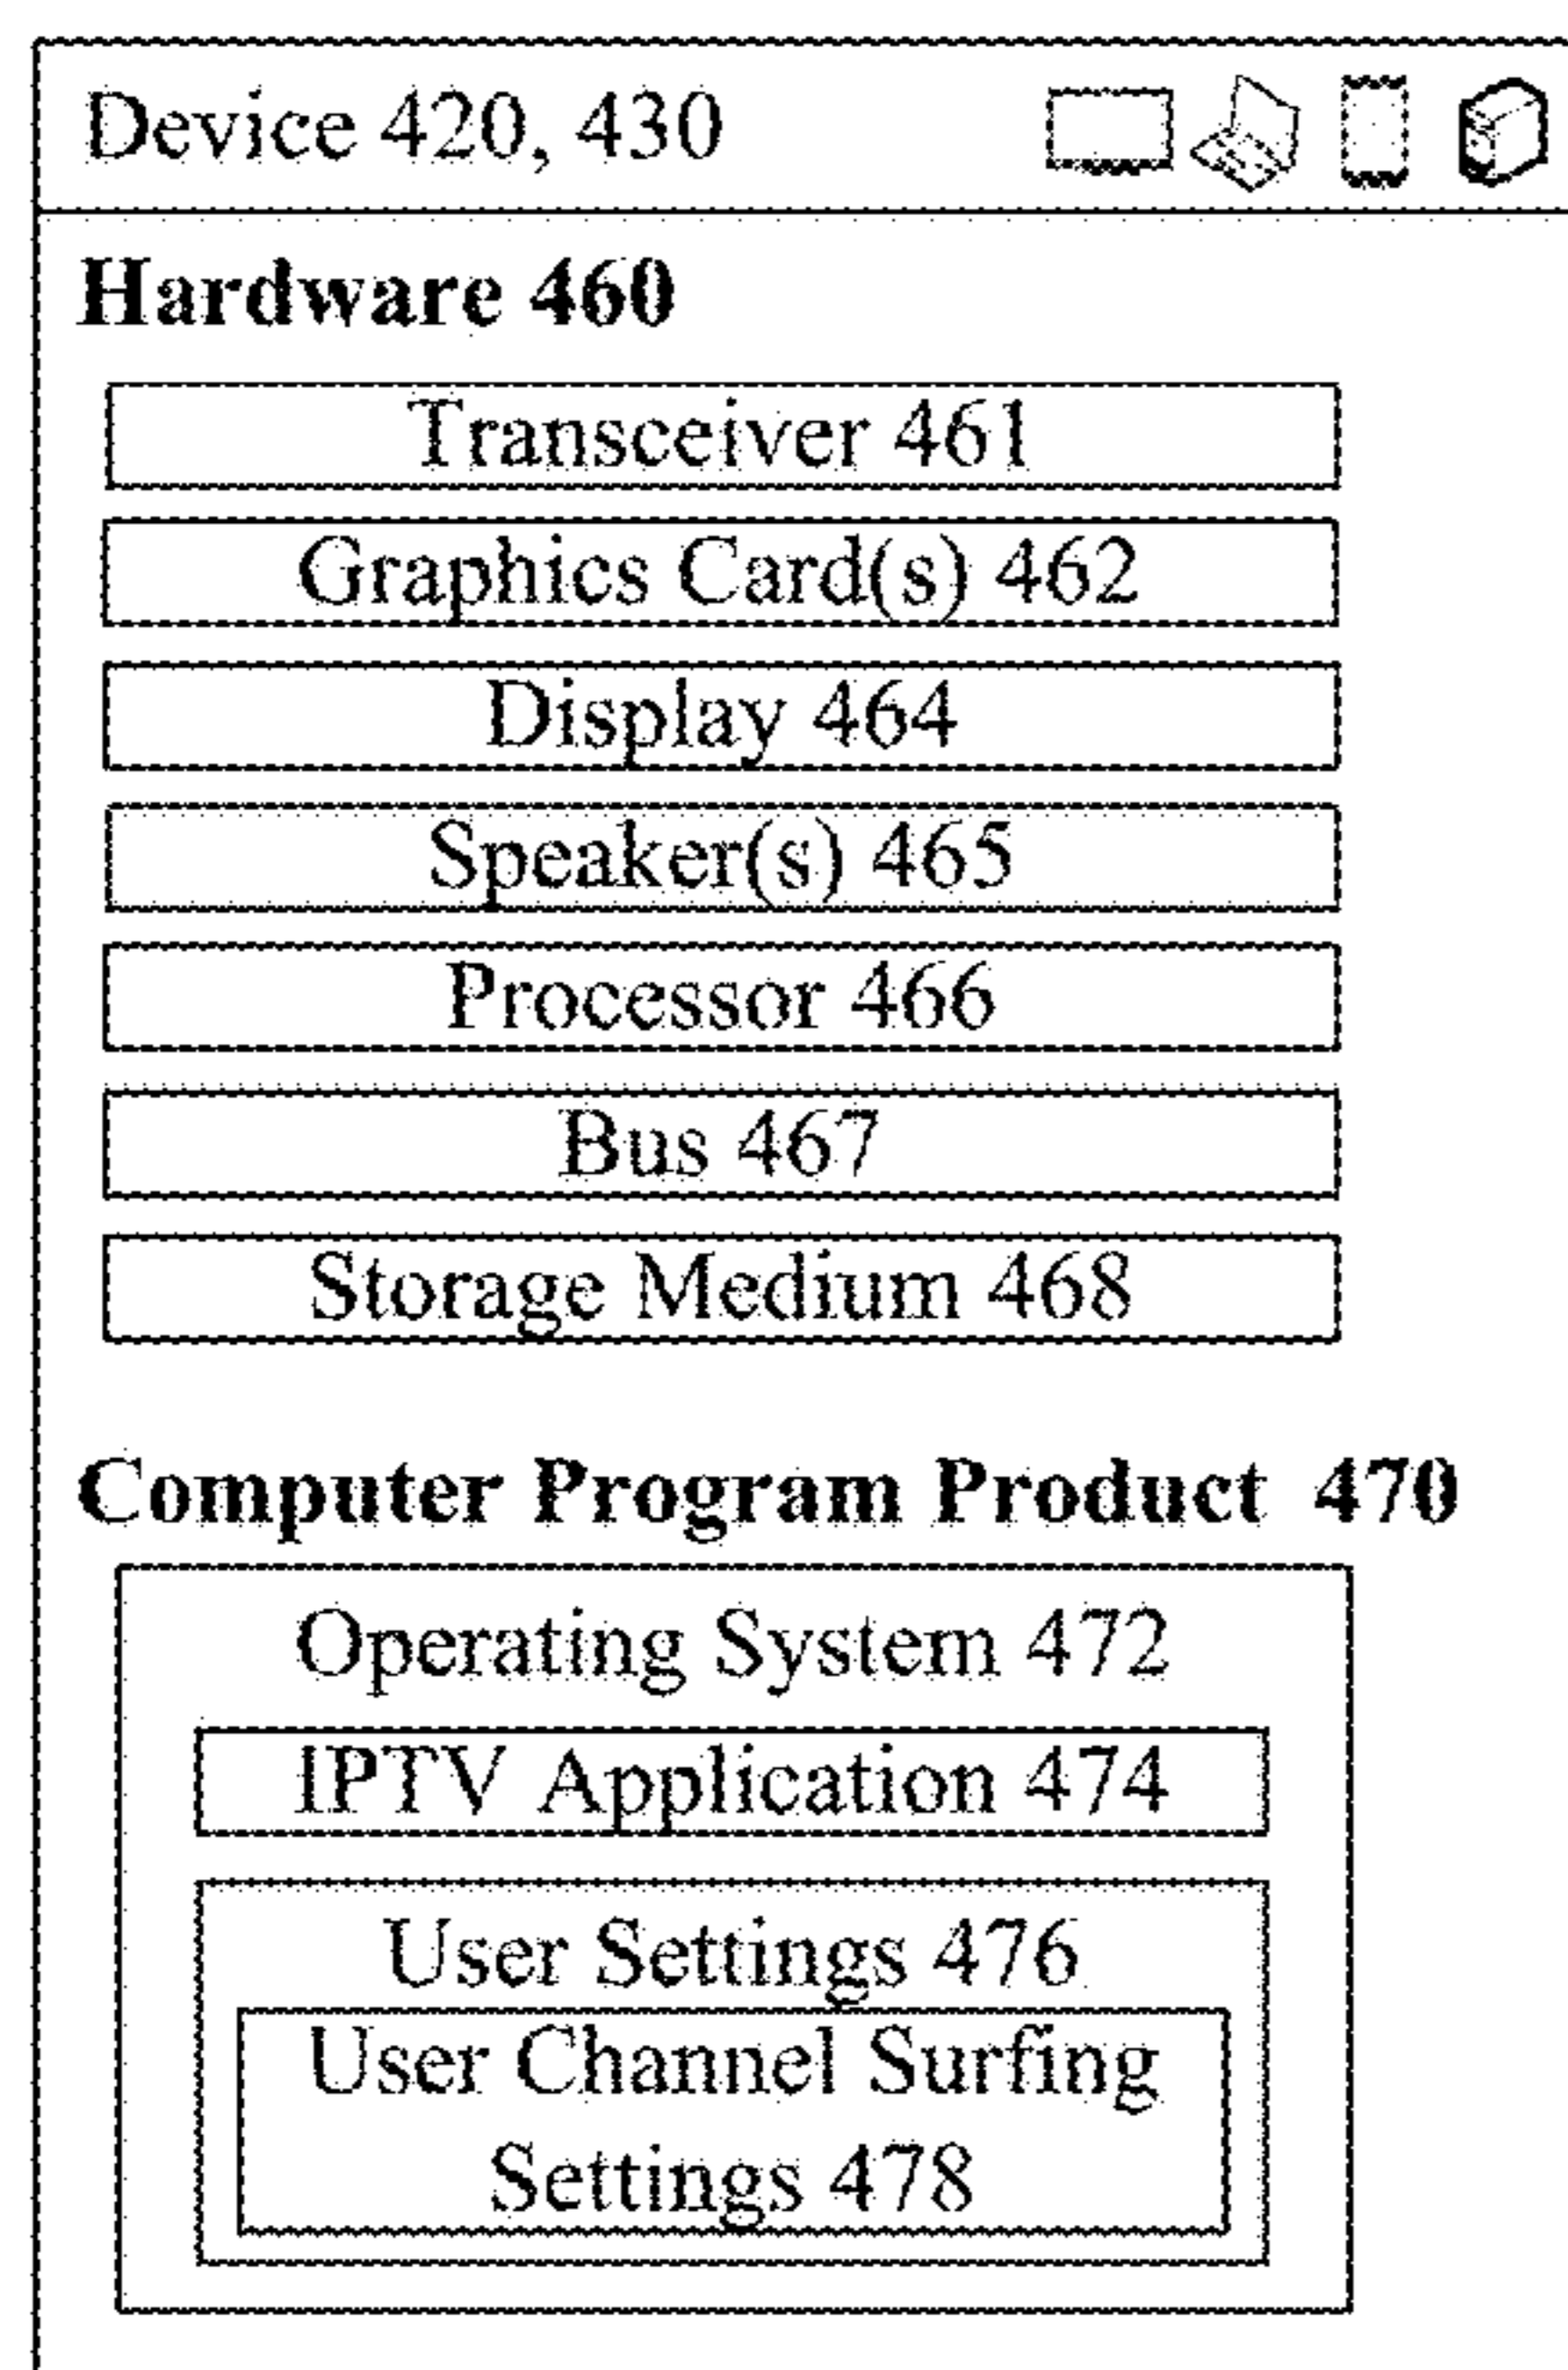 Device 420, 430
Hardware 460
Transceiver 461
Graphics Card(s) 462
Display 464
Speaker(s) 465
Processor 466
Bus 467
Storage Medium 468
Computer Program Product 470
Operating System 472
IPTV Application 474
User Settings 476
User Channel Surfing
Settings 478